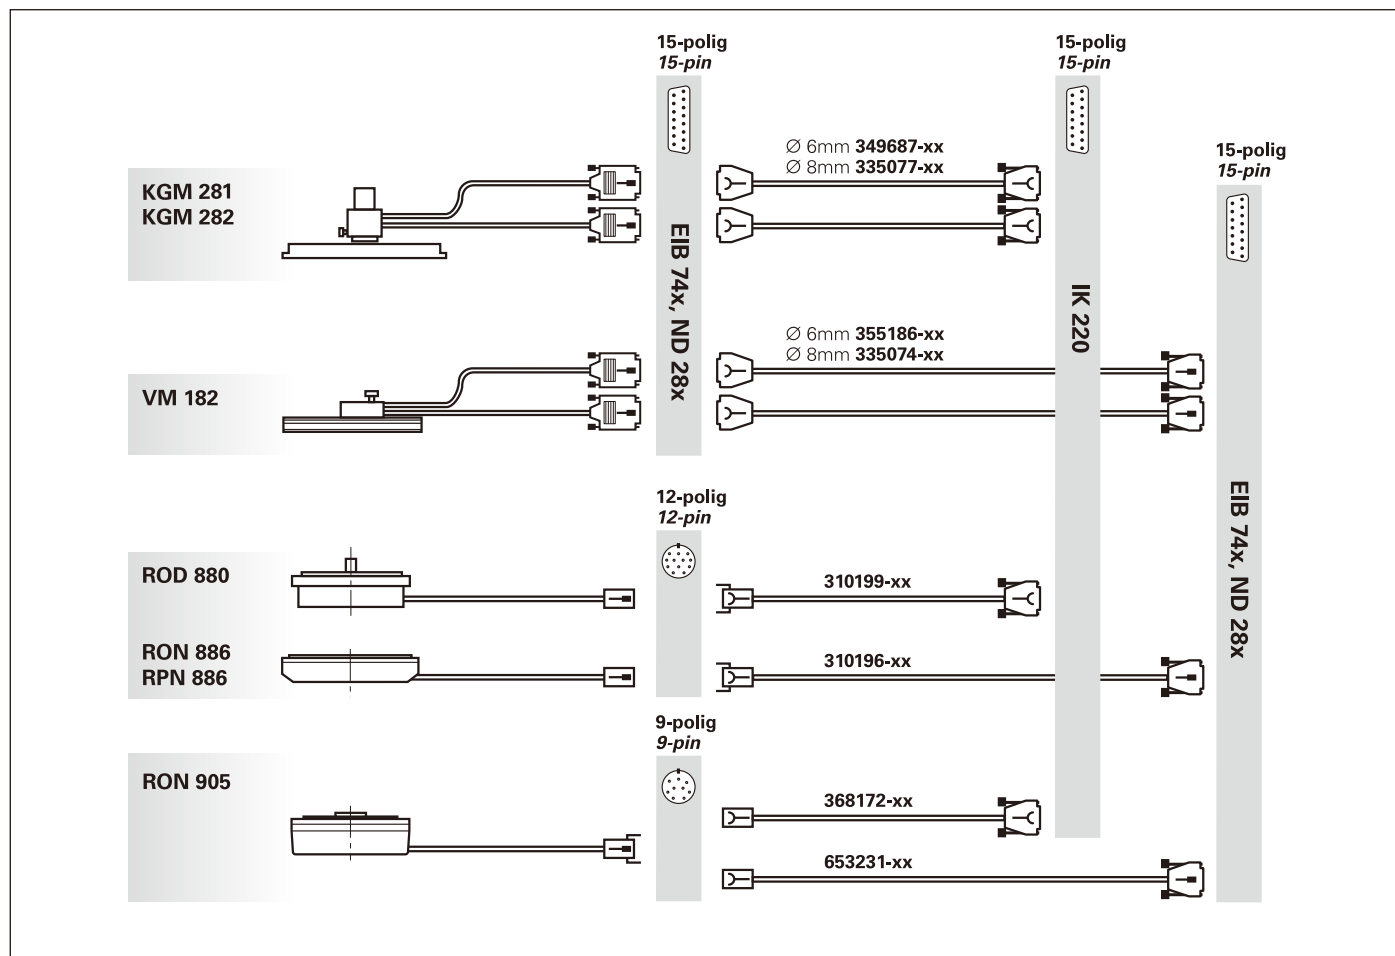 15-polig
15-pin
15-polig
15-pin
15-polig
15-pin
KGM 281
KGM 282
Ø 6mm 349687-xx
Ø 8mm 335077-xx
EIB 74x, ND 28x
IK 220
VM 182
Ø 6mm 355186-xx
Ø 8mm 335074-xx
12-polig
12-pin
EIB 74x, ND 28x
ROD 880
310199-xx
RON 886
RPN 886
310196-xx
9-polig
9-pin
RON 905
368172-xx
653231-xx